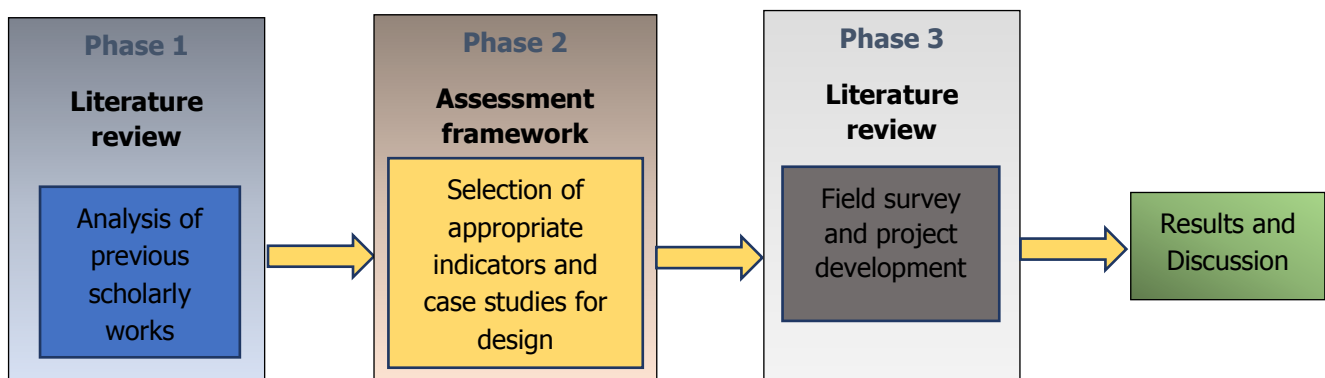 Phase 1
Literature
review
Analysis of
previous
scholarly
works
Phase 2
Assessment
framework
Selection of
appropriate
indicators and
case studies for
design
Phase 3
Literature
review
Field survey
and project
development
Results and
Discussion